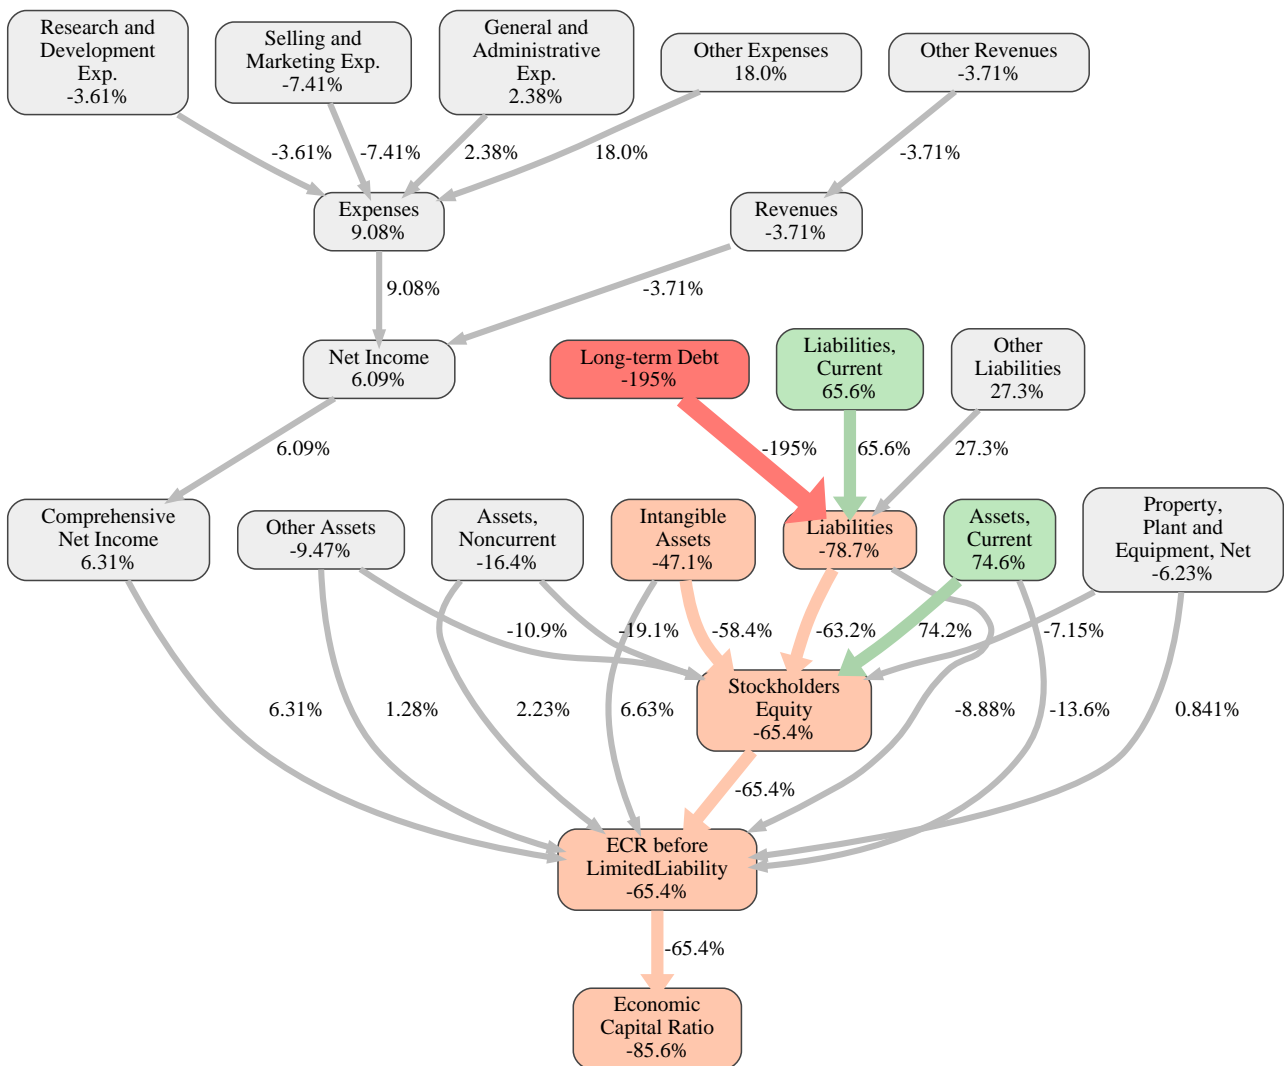 Research and
Development
Exp.
-3.61%
Selling and
Marketing Exp.
-7.41%
General and
Administrative
Exp.
2.38%
Other Expenses
18.0%
Other Revenues
-3.71%
-3.61%
-7.41%
2.38%
18.0%
-3.71%
Expenses
9.08%
Revenues
-3.71%
9.08%
-3.71%
Net Income
6.09%
Long-term Debt
-195%
Liabilities,
Current
65.6%
Other
Liabilities
27.3%
6.09%
-195%
65.6%
27.3%
Comprehensive
Net Income
6.31%
Other Assets
-9.47%
Assets,
Noncurrent
-16.4%
Intangible
Assets
-47.1%
Liabilities
-78.7%
Assets,
Current
74.6%
Property,
Plant and
Equipment, Net
-6.23%
-10.9%
-19.1%
-58.4%
-63.2%
74.2%
-7.15%
Stockholders
Equity
-65.4%
6.31%
1.28%
2.23%
6.63%
-8.88%
-13.6%
0.841%
-65.4%
ECR before
LimitedLiability
-65.4%
-65.4%
Economic
Capital Ratio
-85.6%